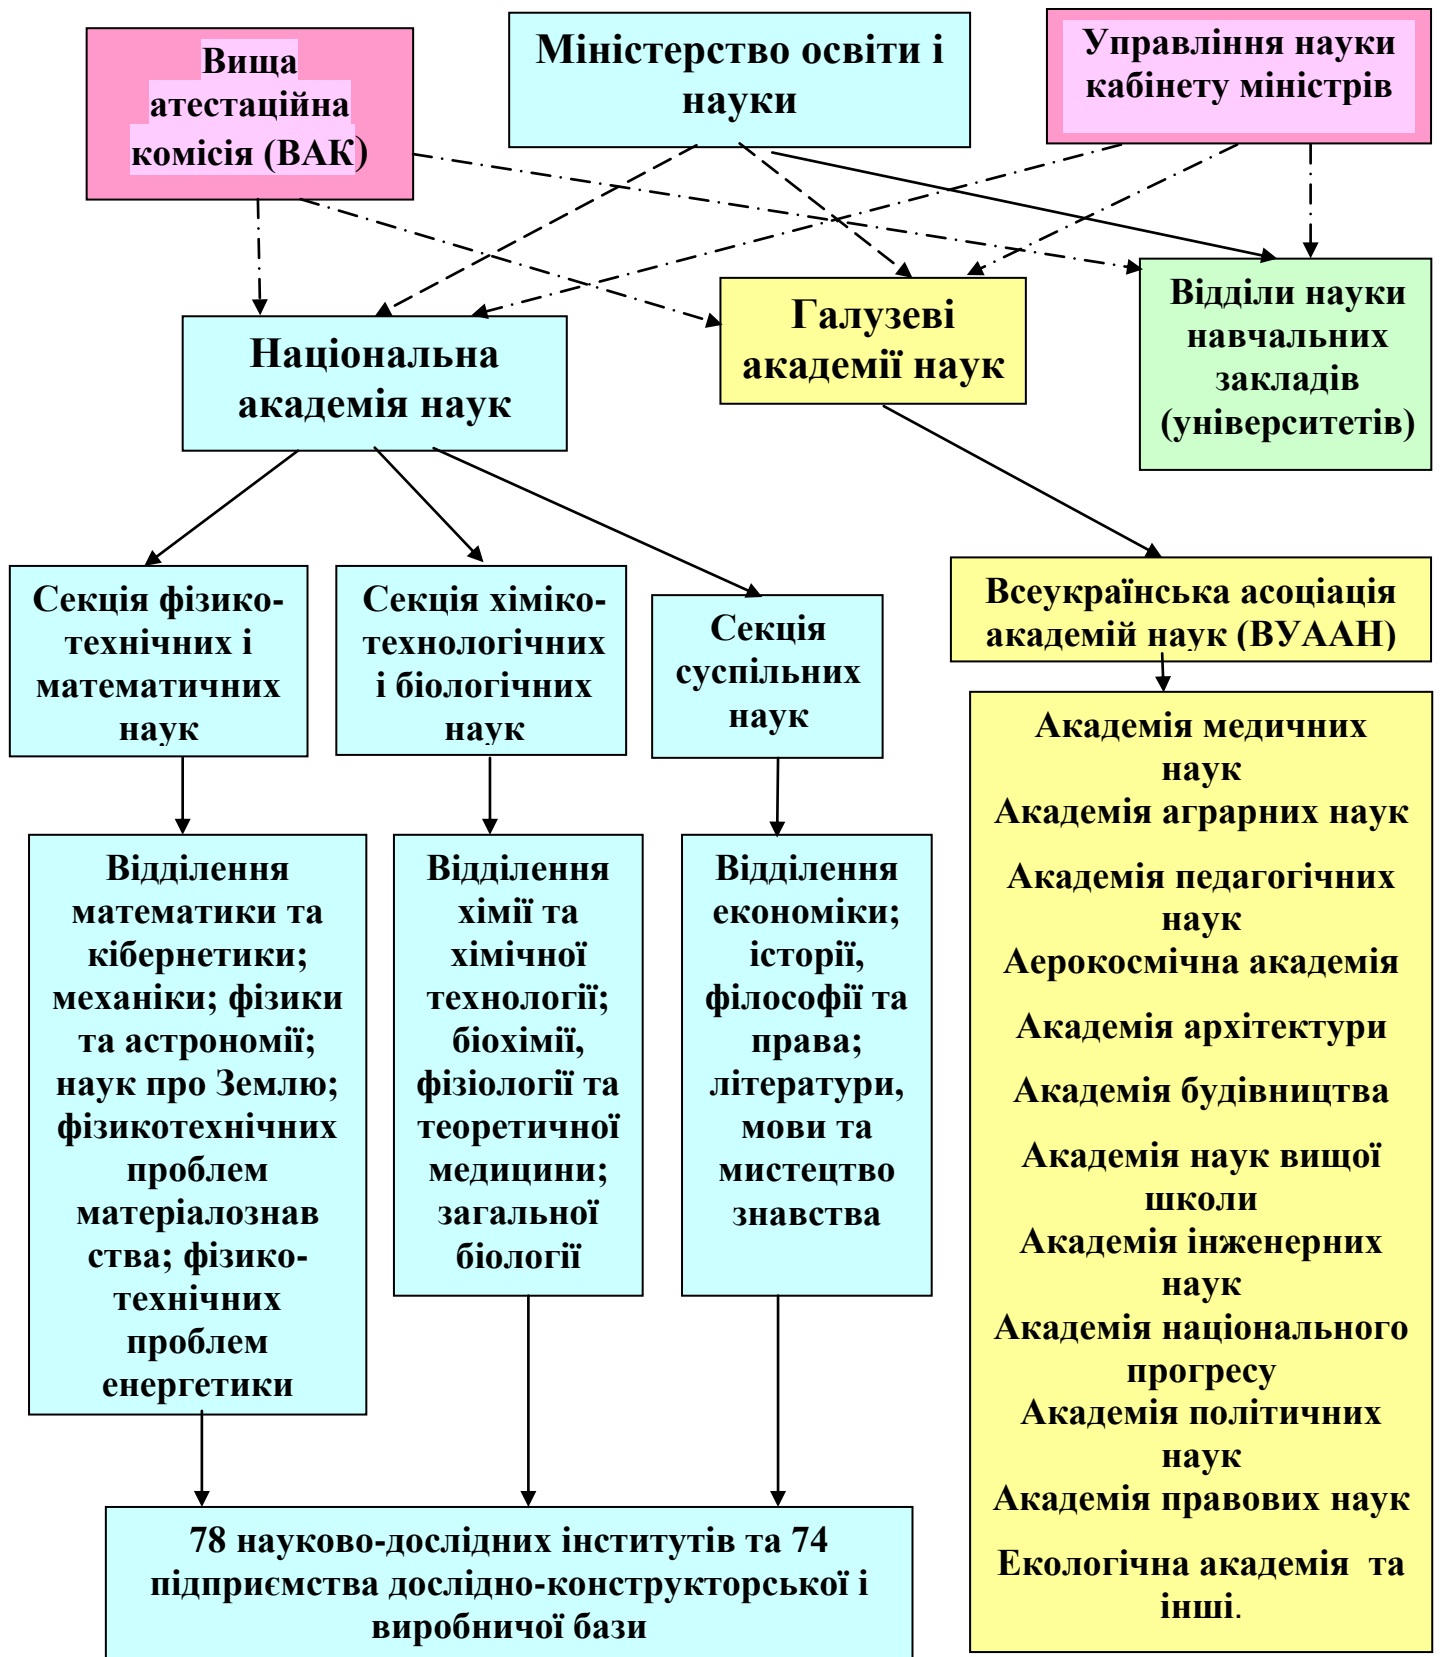 Вища
атестаційна
комісія (ВАК)
Міністерство освіти і
науки
Управління науки
кабінету міністрів
Національна
академія наук
Галузеві
академії наук
Відділи науки
навчальних
закладів
(університетів)
Секція фізико-
технічних і
математичних
наук
Секція хіміко-
технологічних
і біологічних
наук
Секція
суспільних
наук
Всеукраїнська асоціація
академій наук (ВУААН)
Відділення
математики та
кібернетики;
механіки; фізики
та астрономії;
наук про Землю;
фізикотехнічних
проблем
матеріалознав
ства; фізико-
технічних
проблем
енергетики
Відділення
хімії та
хімічної
технології;
біохімії,
фізіології та
теоретичної
медицини;
загальної
біології
Відділення
економіки;
історії,
філософії та
права;
літератури,
мови та
мистецтво
знавства
Академія медичних
наук
Академія аграрних наук
Академія педагогічних
наук
Аерокосмічна академія
Академія архітектури
Академія будівництва
Академія наук вищої
школи
Академія інженерних
наук
Академія національного
прогресу
Академія політичних
наук
Академія правових наук
Екологічна академія та
інші.
78 науково-дослідних інститутів та 74
підприємства дослідно-конструкторської і
виробничої бази